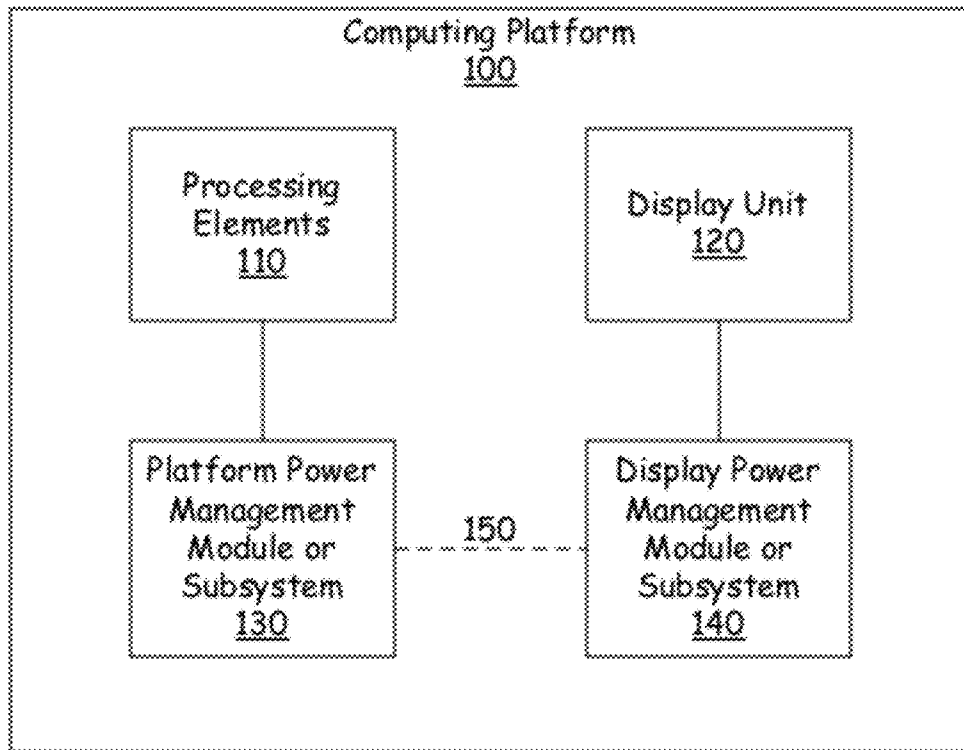 Computing Platform
100
Processing
Elements
110
Display Unit
120
Platform Power
Management
Module or
Subsystem
130
150
Display Power
Management
Module or
Subsystem
140